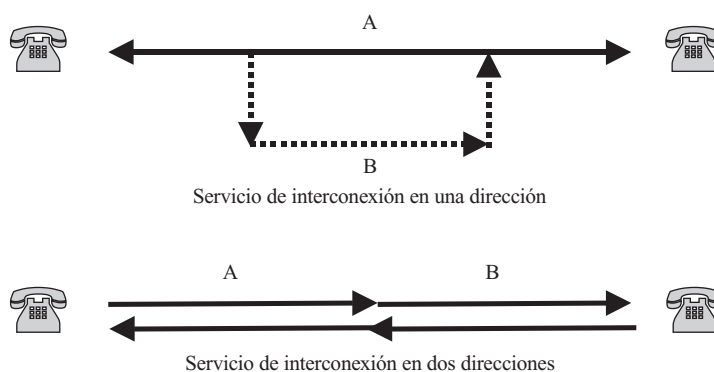 A
B
Servicio de interconexión en una dirección
A B
Servicio de interconexión en dos direcciones